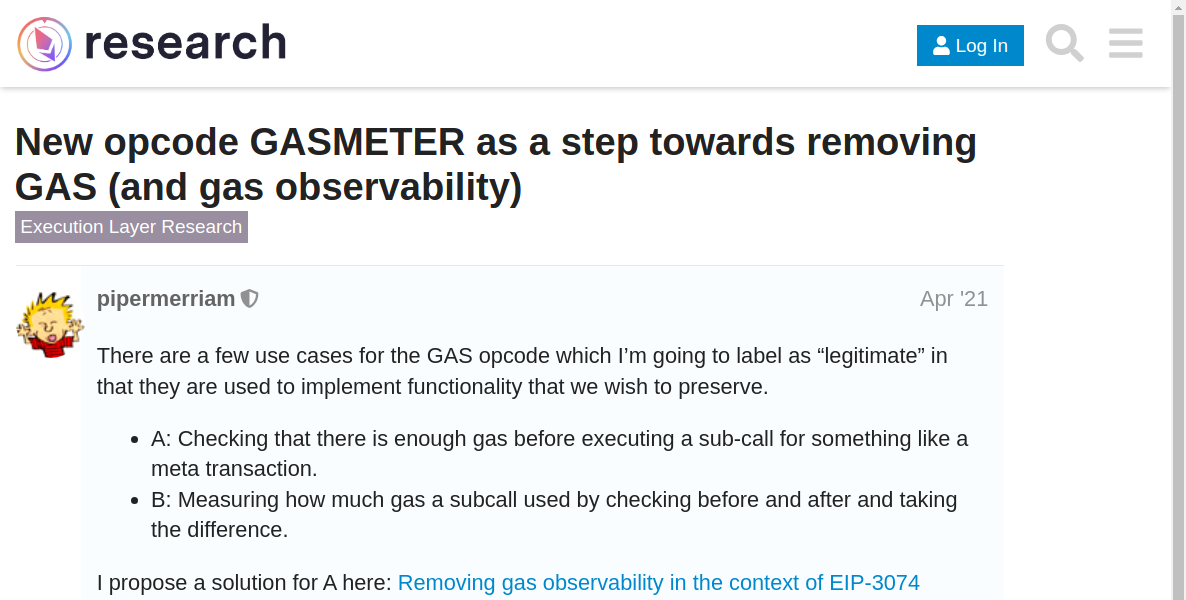 research
Log In
New opcode GASMETER as a step towards removing
GAS (and gas observability)
Execution Layer Research
pipermerriam
Apr '21
There are a few use cases for the GAS opcode which I’m going to label as “legitimate” in
that they are used to implement functionality that we wish to preserve.
A: Checking that there is enough gas before executing a sub-call for something like a
meta transaction.
B: Measuring how much gas a subcall used by checking before and after and taking
the difference.
I propose a solution for A here: Removing gas observability in the context of EIP-3074